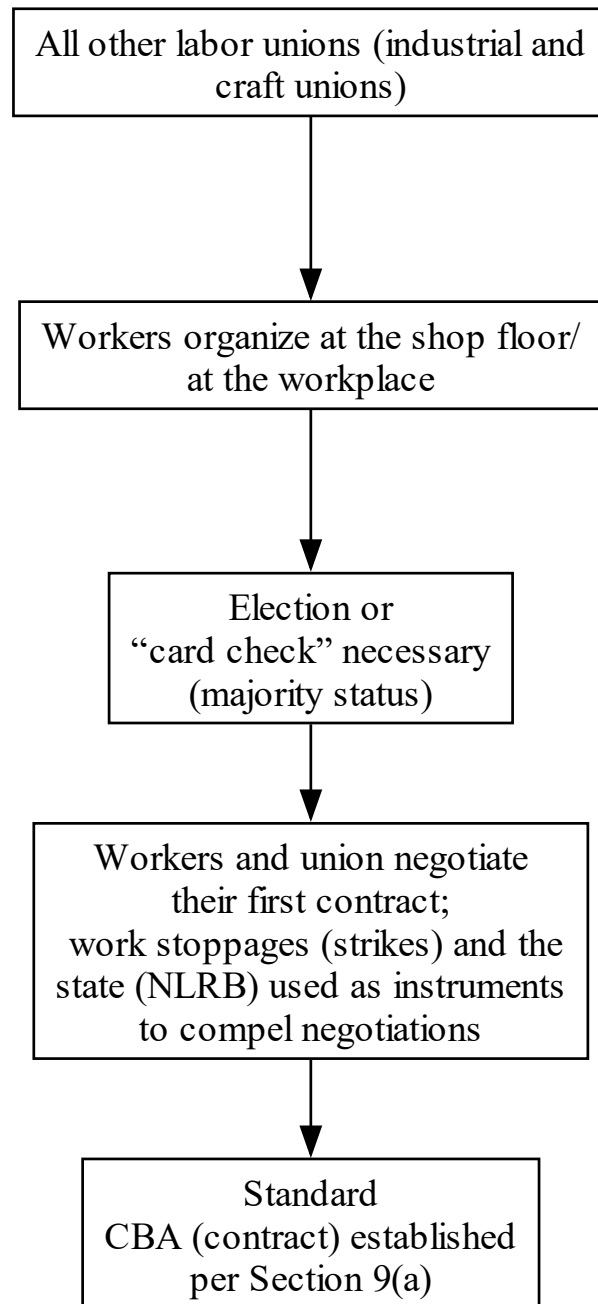 All other labor unions (industrial and
craft unions)
Workers organize at the shop floor/
at the workplace
Election or
“card check” necessary
(majority status)
Workers and union negotiate
their first contract;
work stoppages (strikes) and the
state (NLRB) used as instruments
to compel negotiations
Standard
CBA (contract) established
per Section 9(a)